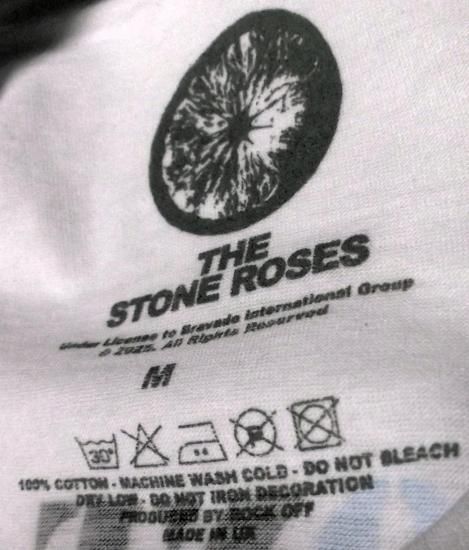 THE
STONE ROSES
Under License to Bravado International Group
© 2025. All Rights Reserved
M
30°
P
100% COTTON - MACHINE WASH COLD - DO NOT BLEACH
DRY LOW - DO NOT IRON DECORATION
PRODUCED BY ROCK OFF
MADE IN UK